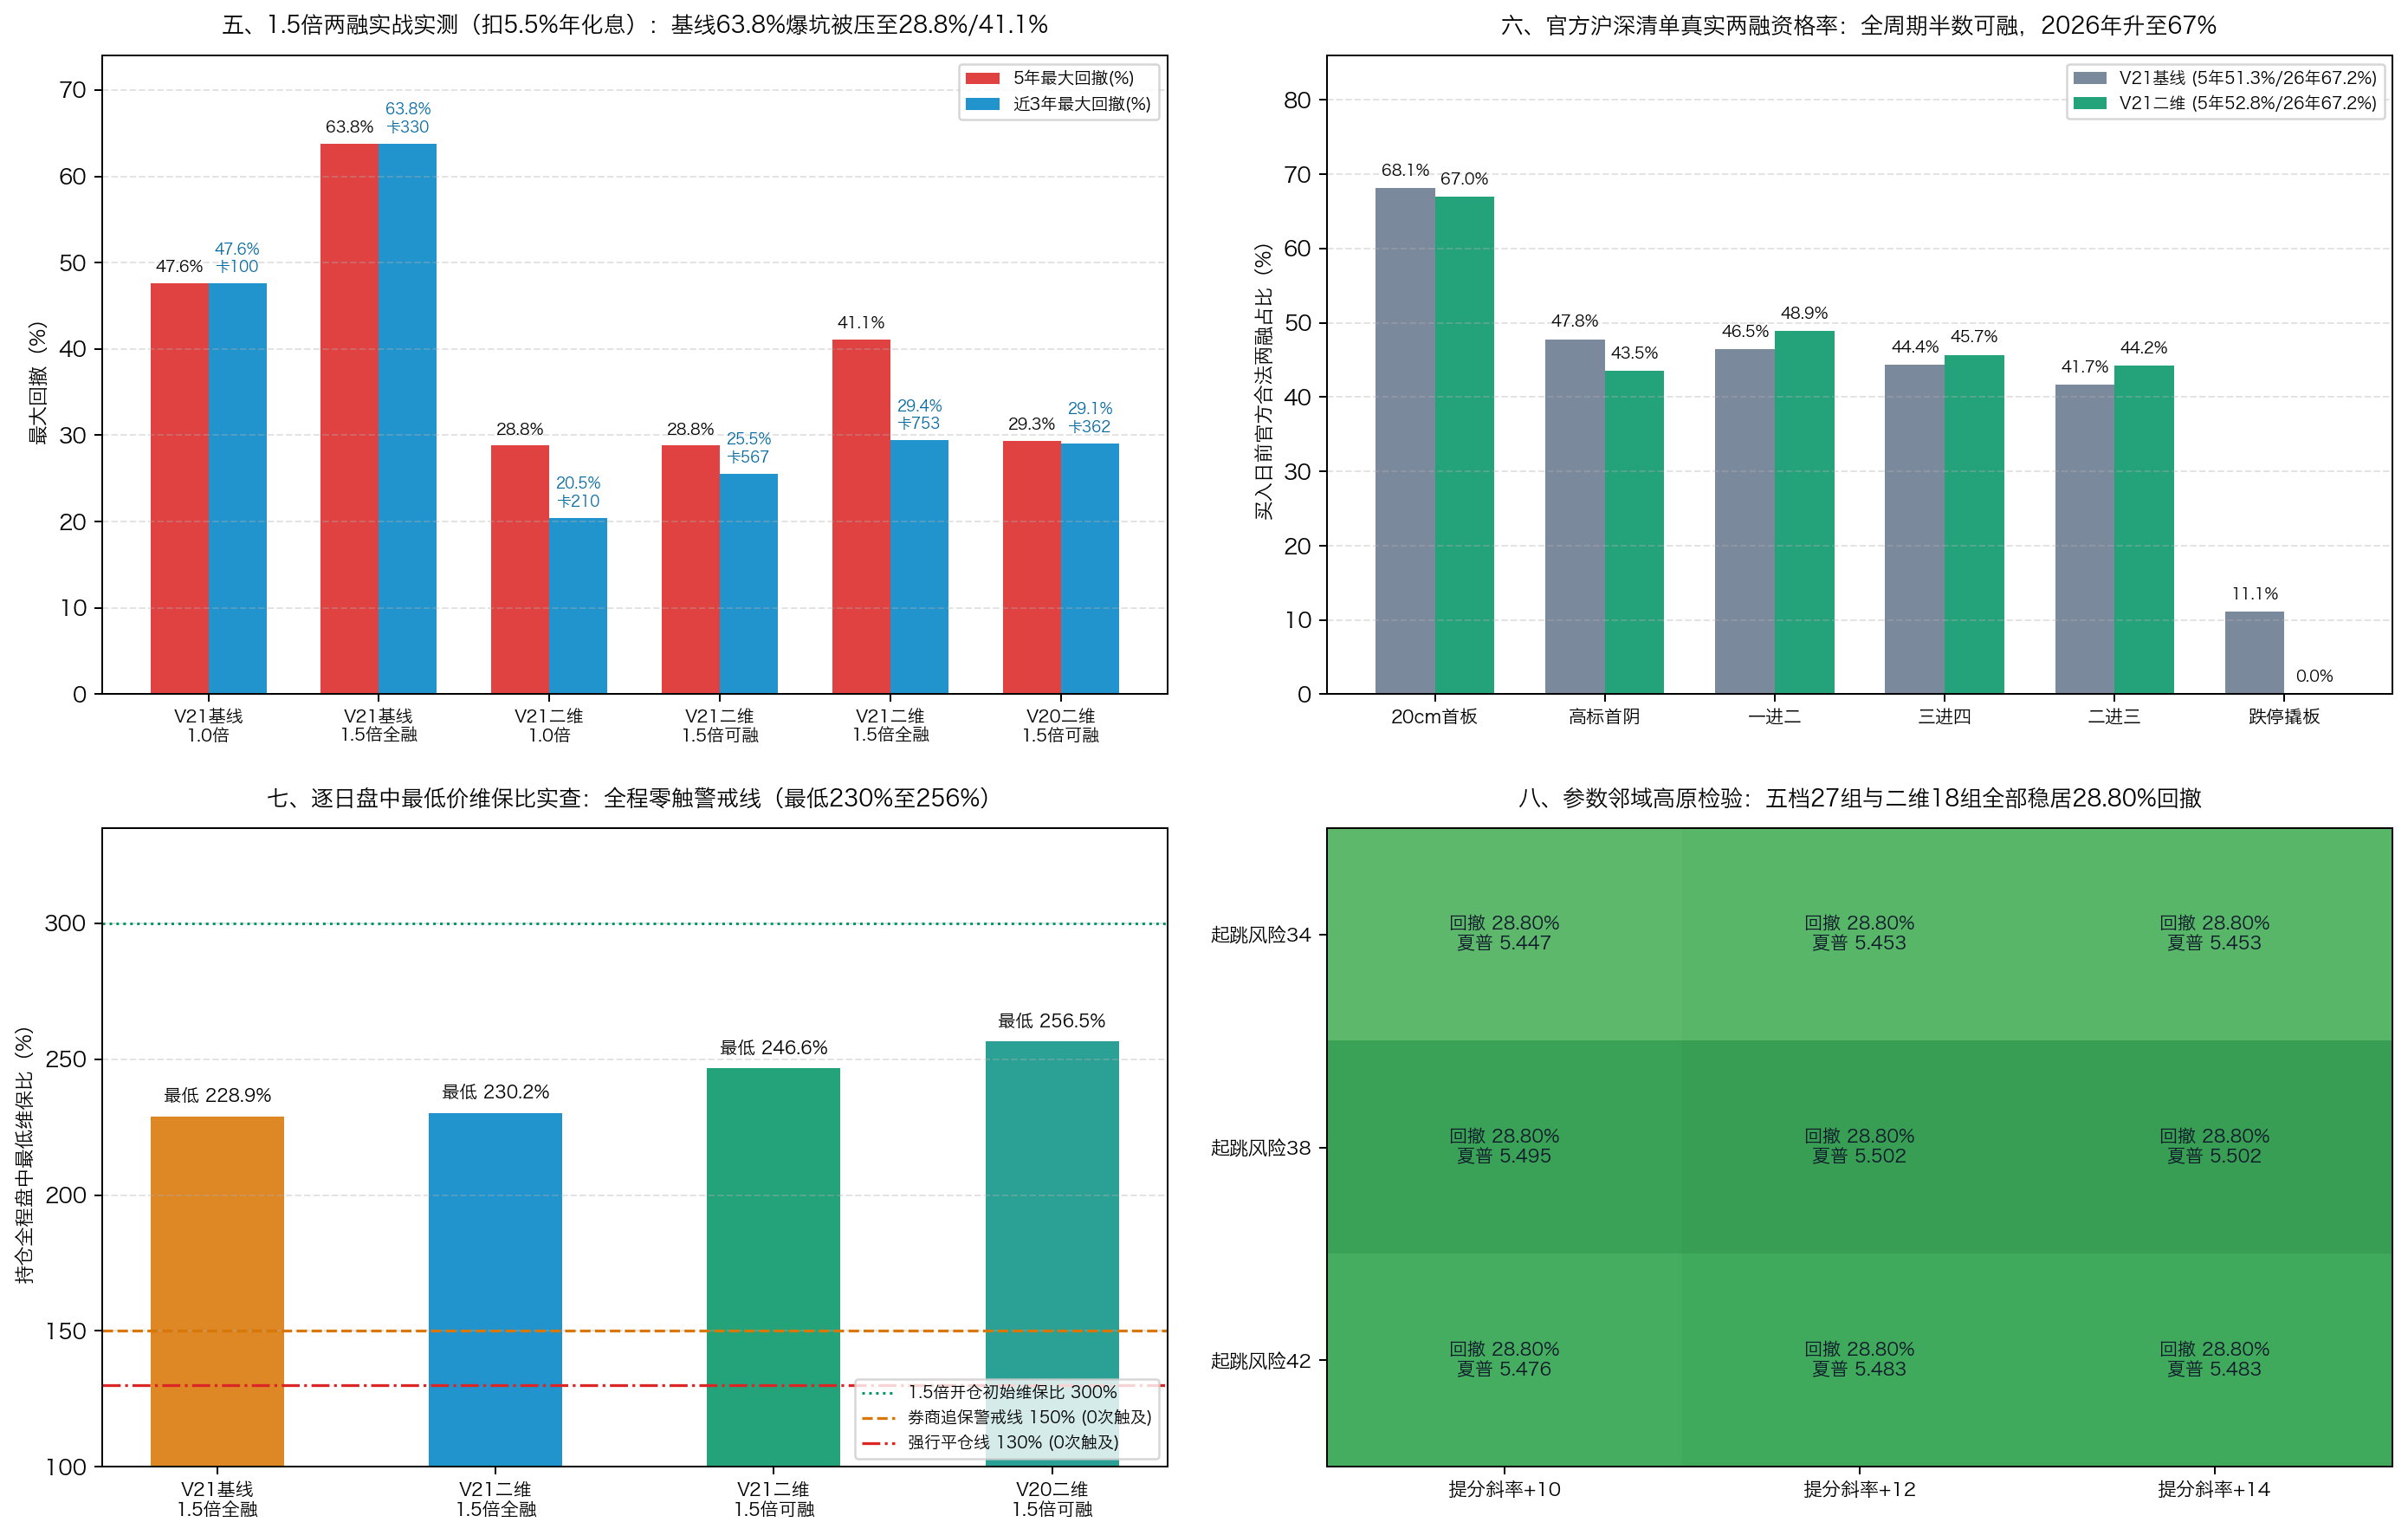 五、1.5倍两融实战实测（扣5.5%年化息）：基线63.8%爆坑被压至28.8%/41.1%
最大回撤（%）
70
60
50
40
30
20
10
0
5年最大回撤(%)
近3年最大回撤(%)
47.6%
47.6%
卡100
63.8%
63.8%
卡330
28.8%
20.5%
卡210
28.8%
25.5%
卡567
41.1%
29.4%
卡753
29.3%
29.1%
卡362
V21基线
1.0倍
V21基线
1.5倍全融
V21二维
1.0倍
V21二维
1.5倍可融
V21二维
1.5倍全融
V20二维
1.5倍可融
六、官方沪深清单真实两融资格率：全周期半数可融，2026年升至67%
买入日前官方合法两融占比（%）
80
70
60
50
40
30
20
10
0
V21基线 (5年51.3%/26年67.2%)
V21二维 (5年52.8%/26年67.2%)
68.1%
67.0%
47.8%
43.5%
46.5%
48.9%
44.4%
45.7%
41.7%
44.2%
11.1%
0.0%
20cm首板
高标首阴
一进二
三进四
二进三
跌停撬板
七、逐日盘中最低价维保比实查：全程零触警戒线（最低230%至256%）
持仓全程盘中最低维保比（%）
300
250
200
150
100
最低 228.9%
最低 230.2%
最低 246.6%
最低 256.5%
1.5倍开仓初始维保比 300%
券商追保警戒线 150% (0次触及)
强行平仓线 130% (0次触及)
V21基线
1.5倍全融
V21二维
1.5倍全融
V21二维
1.5倍可融
V20二维
1.5倍可融
八、参数邻域高原检验：五档27组与二维18组全部稳居28.80%回撤
起跳风险34
回撤 28.80%
夏普 5.447
回撤 28.80%
夏普 5.453
回撤 28.80%
夏普 5.453
起跳风险38
回撤 28.80%
夏普 5.495
回撤 28.80%
夏普 5.502
回撤 28.80%
夏普 5.502
起跳风险42
回撤 28.80%
夏普 5.476
回撤 28.80%
夏普 5.483
回撤 28.80%
夏普 5.483
提分斜率+10
提分斜率+12
提分斜率+14